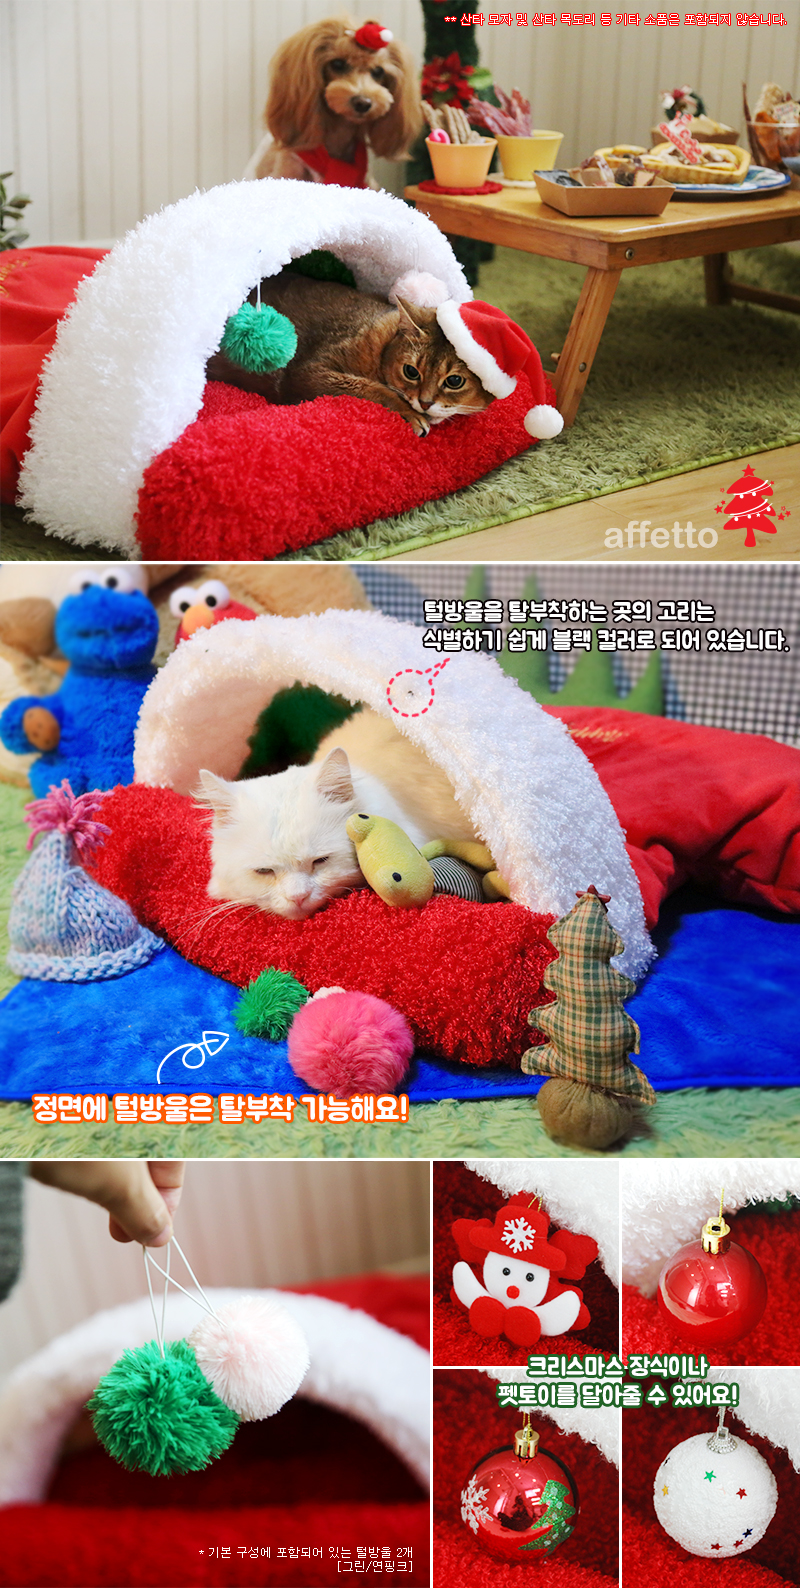 ** 산타 모자 및 산타 목도리 등 기타 소품은 포함되지 않습니다.
affetto
털방울을 탈부착하는 곳의 고리는
식별하기 쉽게 블랙 컬러로 되어 있습니다.
정면에 털방울은 탈부착 가능해요!
크리스마스 장식이나
펫토이를 달아줄 수 있어요!
* 기본 구성에 포함되어 있는 털방울 2개
[그린/연핑크]